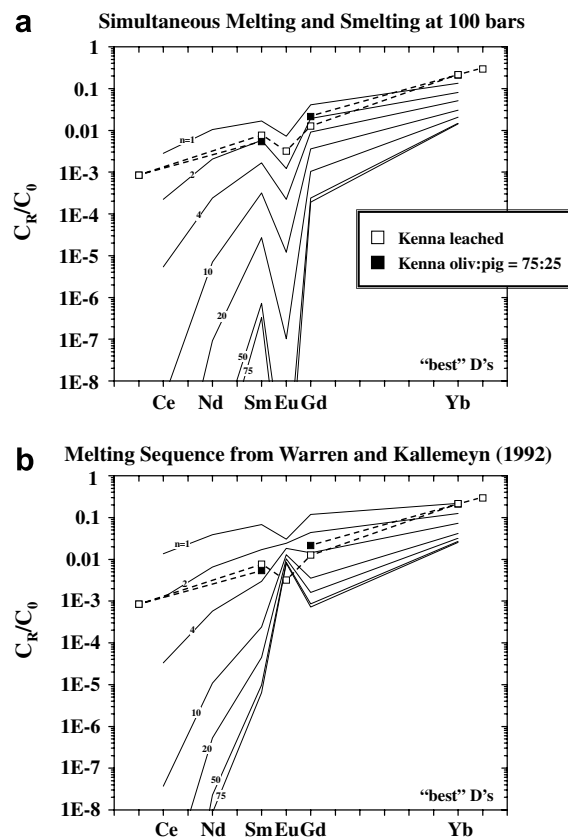 a Simultaneous Melting and Smelting at 100 bars
1
0.1
0.01
1E-3
1E-4
1E-5
1E-6
1E-7
1E-8
C_R/C_0
n=1
2
4
10
20
50
75
Kenna leached
Kenna oliv:pig = 75:25
“best” D's
Ce Nd Sm Eu Gd Yb
b Melting Sequence from Warren and Kallemeyn (1992)
1
0.1
0.01
1E-3
1E-4
1E-5
1E-6
1E-7
1E-8
C_R/C_0
n=1
2
4
10
20
50
75
“best” D's
Ce Nd Sm Eu Gd Yb